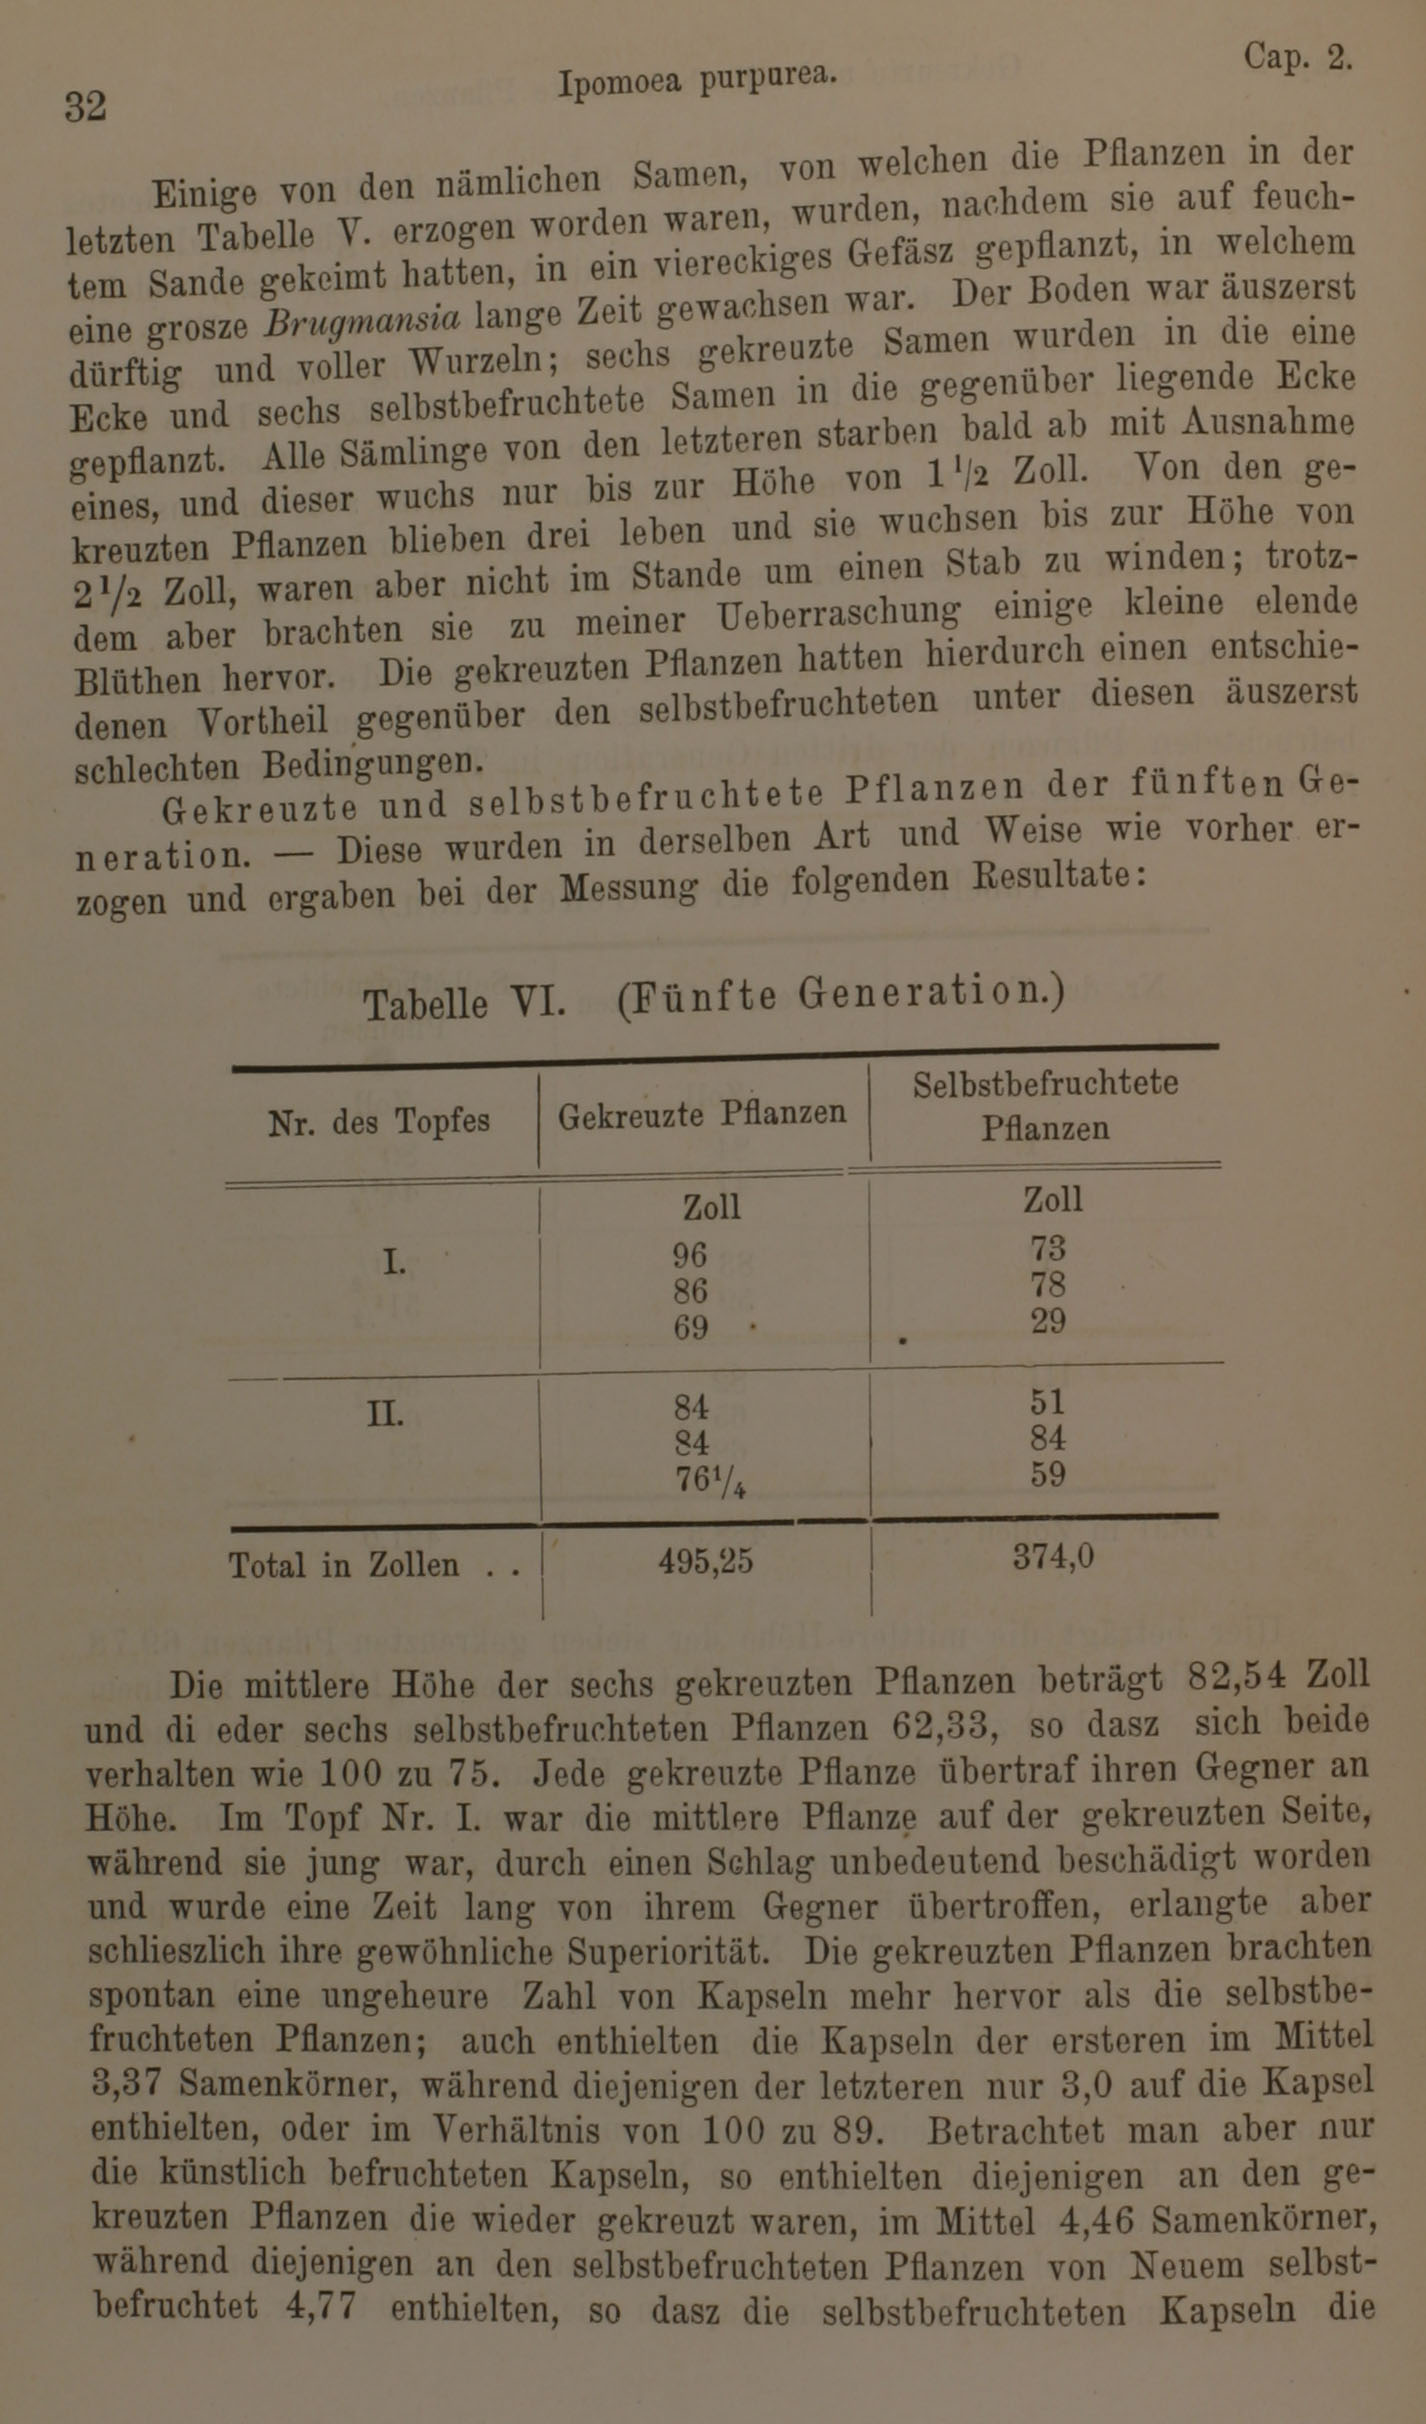 32 Ipomoea purpurea. Cap. 2.
Einige von den nämlichen Samen, von welchen die Pflanzen in der
letzten Tabelle V. erzogen worden waren, wurden, nachdem sie auf feuch-
tem Sande gekeimt hatten, in ein viereckiges Gefäsz gepflanzt, in welchem
eine grosze Brugmansia lange Zeit gewachsen war. Der Boden war äuszerst
dürftig und voller Wurzeln; sechs gekreuzte Samen wurden in die eine
Ecke und sechs selbstbefruchtete Samen in die gegenüber liegende Ecke
gepflanzt. Alle Sämlinge von den letzteren starben bald ab mit Ausnahme
eines, und dieser wuchs nur bis zur Höhe von 1 1/2 Zoll. Von den ge-
kreuzten Pflanzen blieben drei leben und sie wuchsen bis zur Höhe von
2 1/2 Zoll, waren aber nicht im Stande um einen Stab zu winden; trotz-
dem aber brachten sie zu meiner Ueberraschung einige kleine elende
Blüthen hervor. Die gekreuzten Pflanzen hatten hierdurch einen entschie-
denen Vortheil gegenüber den selbstbefruchteten unter diesen äuszerst
schlechten Bedingungen.
Gekreuzte und selbstbefruchtete Pflanzen der fünften Ge-
neration. — Diese wurden in derselben Art und Weise wie vorher er-
zogen und ergaben bei der Messung die folgenden Resultate:
Tabelle VI. (Fünfte Generation.)
Nr. des Topfes Gekreuzte Pflanzen Selbstbefruchtete
Pflanzen
Zoll Zoll
I. 96 73
86 78
69 29
II. 84 51
84 84
76 1/4 59
Total in Zollen . . 495,25 374,0
Die mittlere Höhe der sechs gekreuzten Pflanzen beträgt 82,54 Zoll
und di eder sechs selbstbefruchteten Pflanzen 62,33, so dasz sich beide
verhalten wie 100 zu 75. Jede gekreuzte Pflanze übertraf ihren Gegner an
Höhe. Im Topf Nr. I. war die mittlere Pflanze auf der gekreuzten Seite,
während sie jung war, durch einen Schlag unbedeutend beschädigt worden
und wurde eine Zeit lang von ihrem Gegner übertroffen, erlangte aber
schlieszlich ihre gewöhnliche Superiorität. Die gekreuzten Pflanzen brachten
spontan eine ungeheure Zahl von Kapseln mehr hervor als die selbstbe-
fruchteten Pflanzen; auch enthielten die Kapseln der ersteren im Mittel
3,37 Samenkörner, während diejenigen der letzteren nur 3,0 auf die Kapsel
enthielten, oder im Verhältnis von 100 zu 89. Betrachtet man aber nur
die künstlich befruchteten Kapseln, so enthielten diejenigen an den ge-
kreuzten Pflanzen die wieder gekreuzt waren, im Mittel 4,46 Samenkörner,
während diejenigen an den selbstbefruchteten Pflanzen von Neuem selbst-
befruchtet 4,77 enthielten, so dasz die selbstbefruchteten Kapseln die